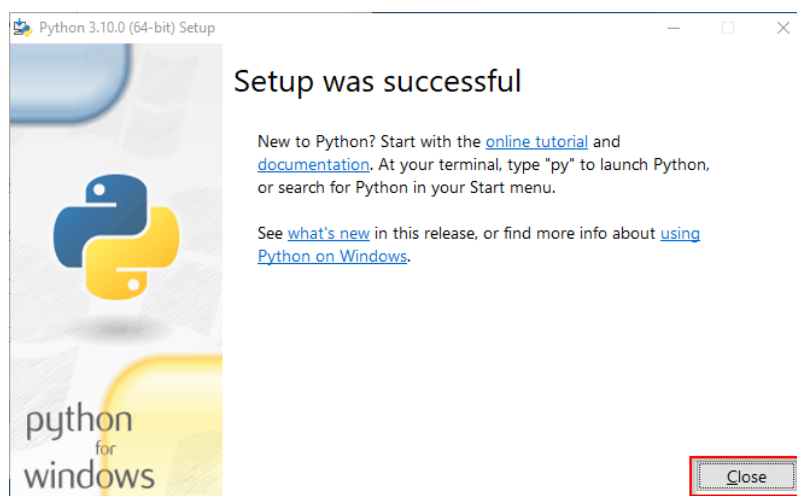 Python 3.10.0 (64-bit) Setup
Setup was successful
New to Python? Start with the online tutorial and
documentation. At your terminal, type "py" to launch Python,
or search for Python in your Start menu.
See what's new in this release, or find more info about using
Python on Windows.
python
for
windows
Close